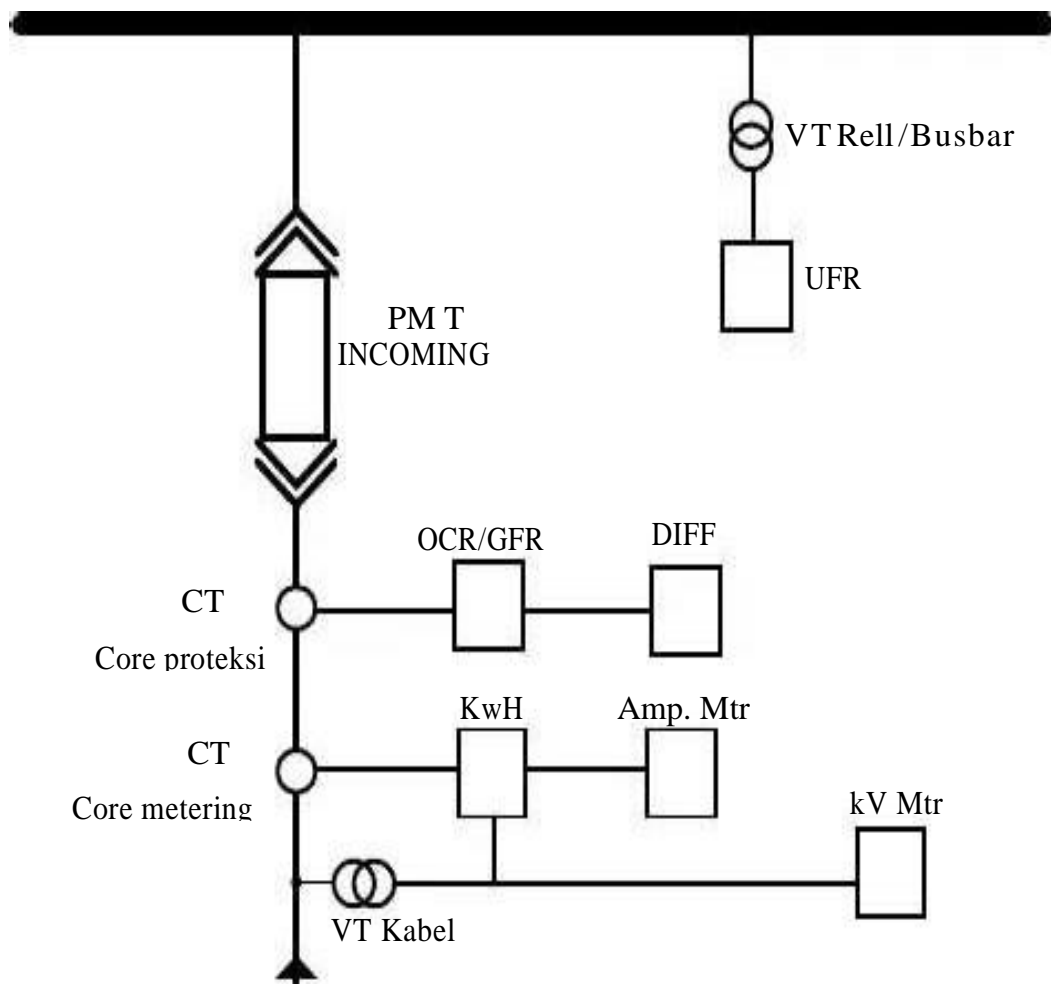 VT Rell/Busbar
UFR
PM T
INCOMING
OCR/GFR
DIFF
CT
Core proteksi
KwH
Amp. Mtr
CT
Core metering
kV Mtr
VT Kabel